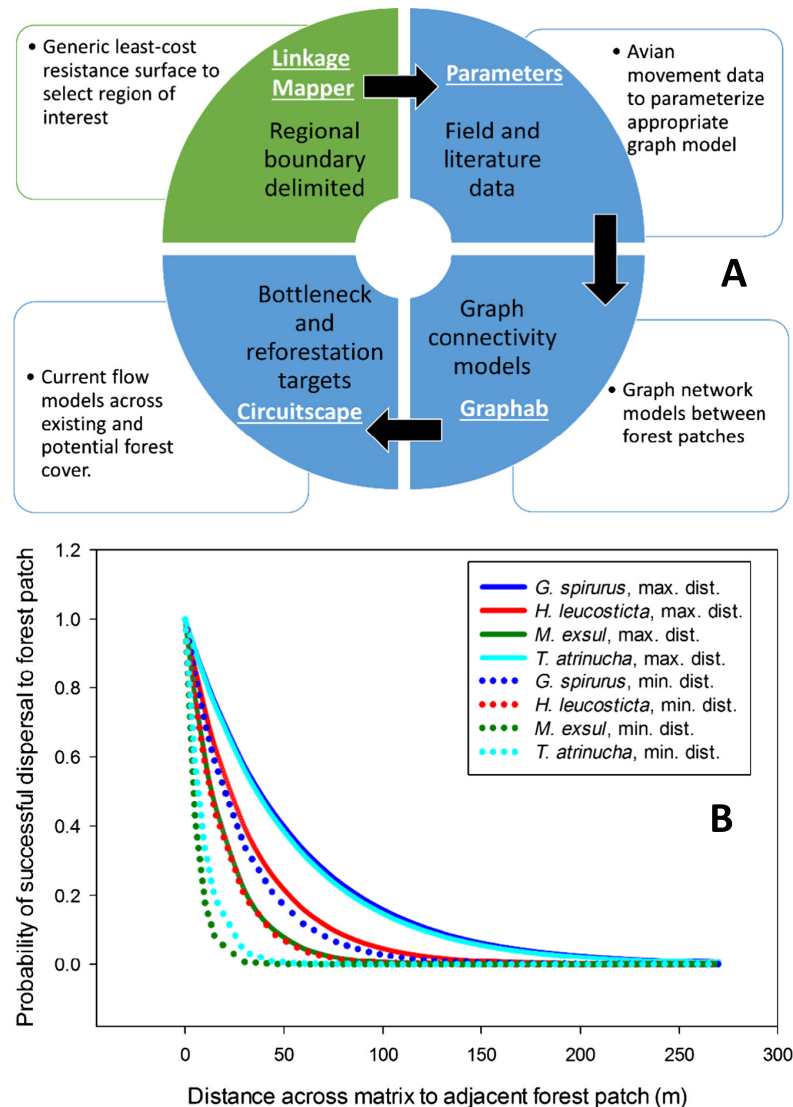 • Generic least-cost
resistance surface to
select region of
interest
Linkage
Mapper
Regional
boundary
delimited
Parameters
Field and
literature
data
• Avian
movement data
to parameterize
appropriate
graph model
A
• Current flow
models across
existing and
potential forest
cover.
Bottleneck
and
reforestation
targets
Circuitscape
Graph
connectivity
models
Graphab
• Graph network
models between
forest patches
B
Probability of successful dispersal to forest patch
1.2
1.0
0.8
0.6
0.4
0.2
0.0
G. spirurus, max. dist.
H. leucosticta, max. dist.
M. exsul, max. dist.
T. atrinucha, max. dist.
G. spirurus, min. dist.
H. leucosticta, min. dist.
M. exsul, min. dist.
T. atrinucha, min. dist.
0 50 100 150 200 250 300
Distance across matrix to adjacent forest patch (m)